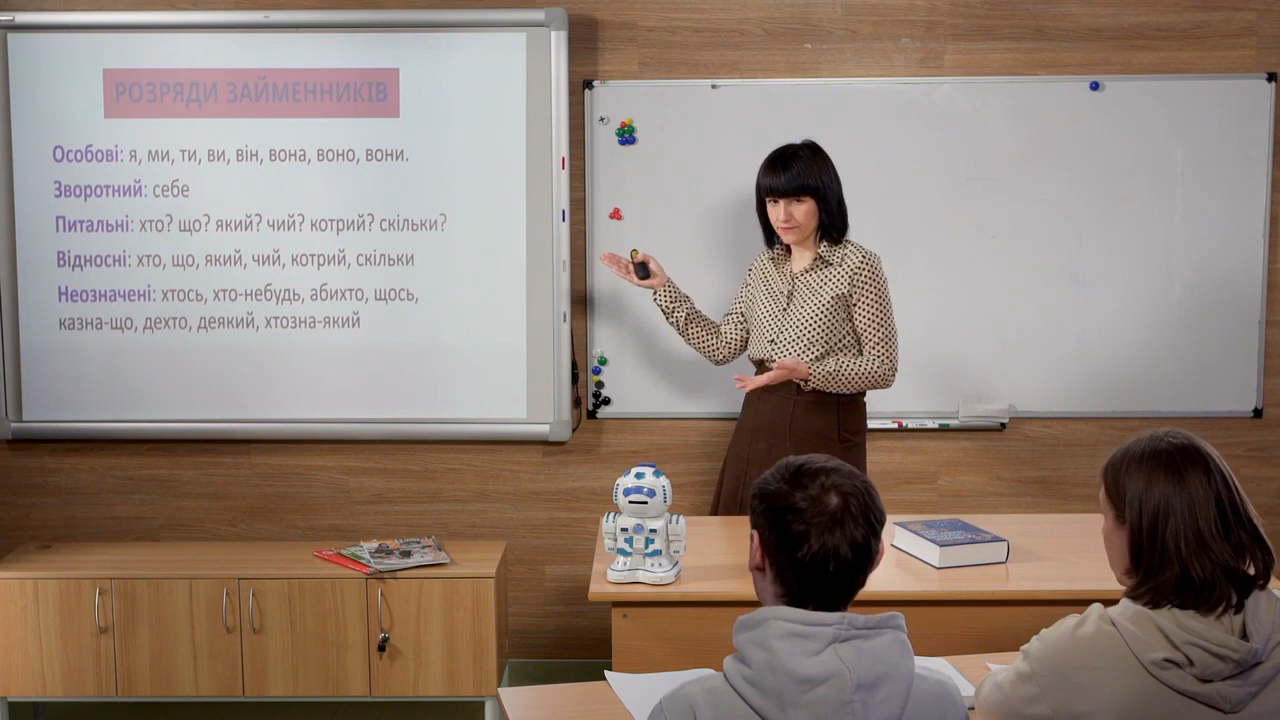 РОЗРЯДИ ЗАЙМЕННИКІВ
Особові: я, ми, ти, ви, він, вона, воно, вони.
Зворотний: себе
Питальні: хто? що? який? чий? котрий? скільки?
Відносні: хто, що, який, чий, котрий, скільки
Неозначені: хтось, хто-небудь, абихто, щось,
казна-що, дехто, деякий, хтозна-який